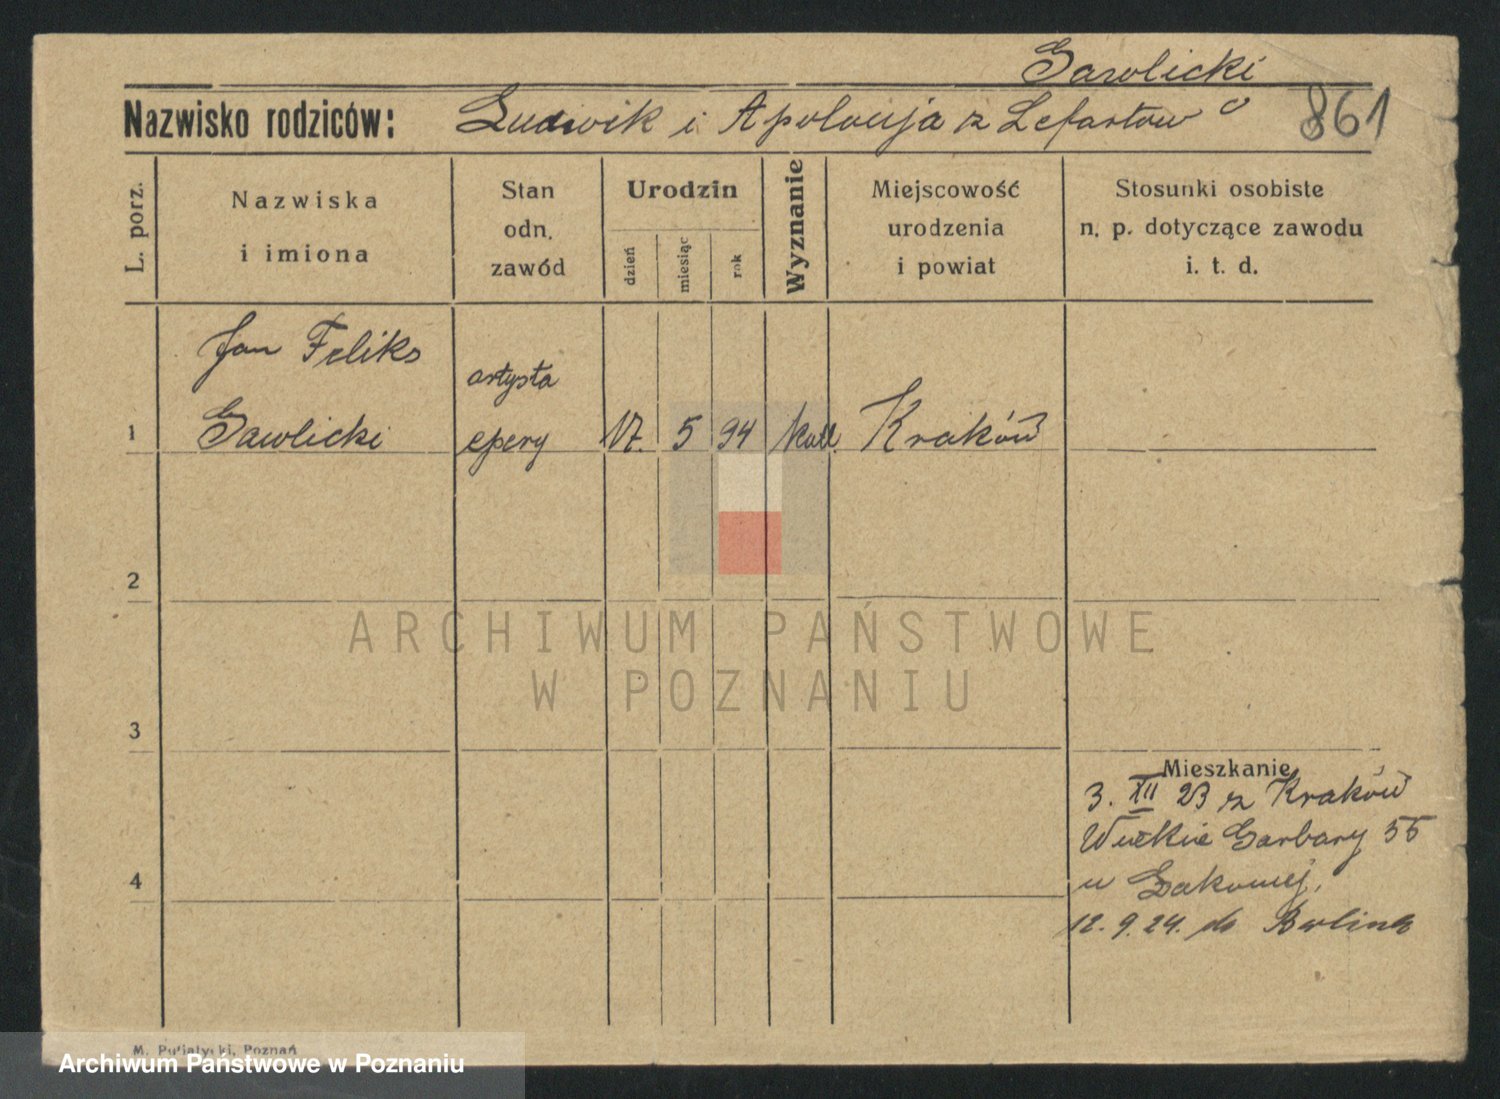 Gawlicki
Nazwisko rodziców: Ludwik i Apolonja z Lefartów 861
L. porz.
Nazwiska
i imiona
Stan
odn.
zawód
Urodzin
dzień
miesiąc
rok
Wyznanie
Miejscowość
urodzenia
i powiat
Stosunki osobiste
n. p. dotyczące zawodu
i. t. d.
Jan Feliks
artysta
1 Gawlicki opery 17. 5 94 kat. Kraków
2
ARCHIWUM PAŃSTWOWE
W POZNANIU
3
Mieszkanie
3. XII 23 z Kraków
Wielkie Garbary 55
4
u
12. 9. 24. do Berlina
M. Putiatycki, Poznań
Archiwum Państwowe w Poznaniu